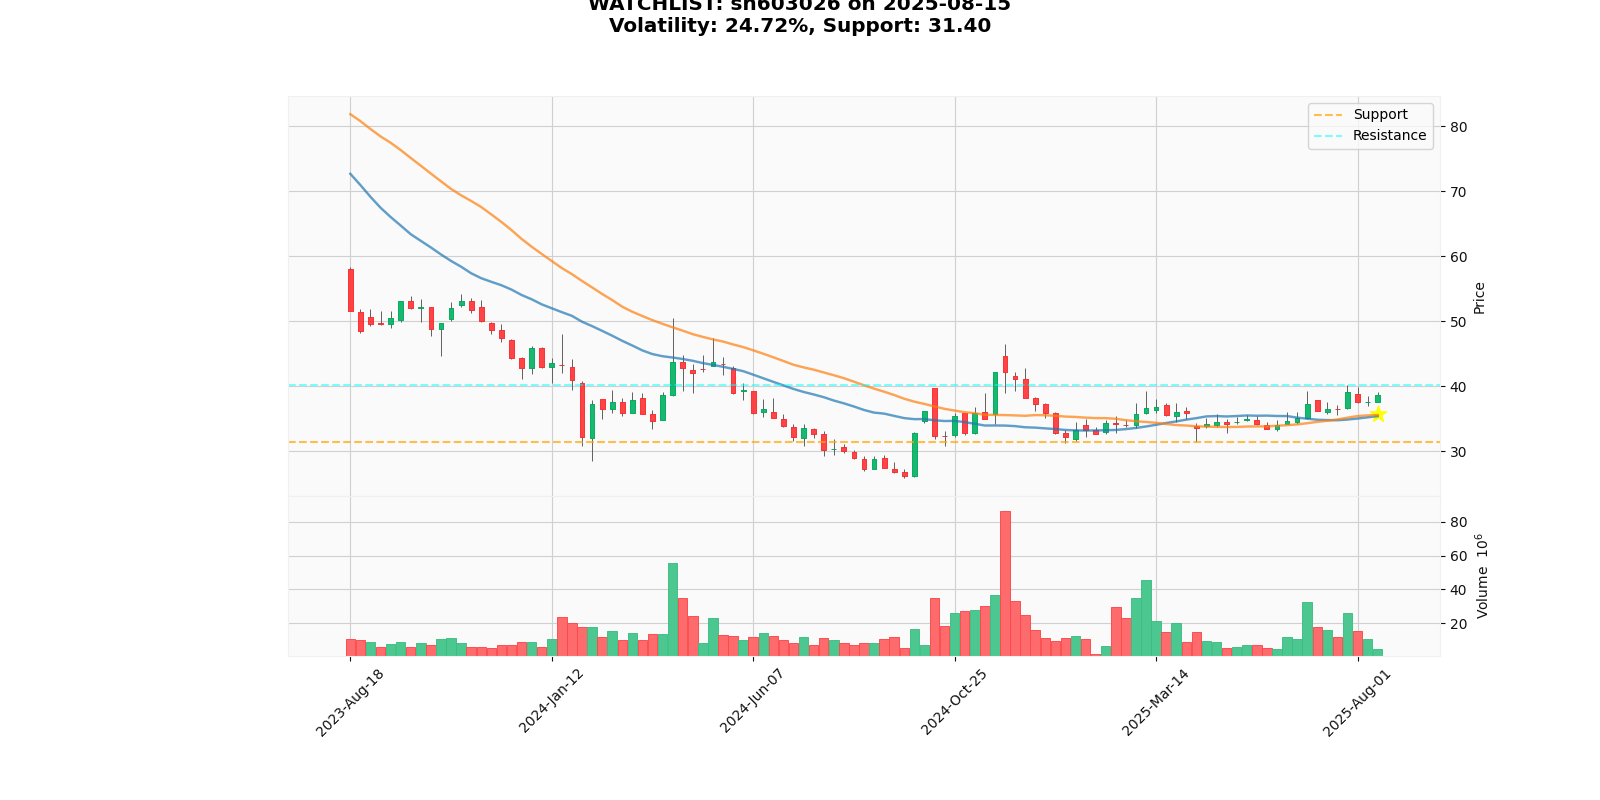 WATCHLIST: sh603026 on 2025-08-15
Volatility: 24.72%, Support: 31.40
Support
Resistance
80
70
60
50
40
30
Price
80
60
40
20
Volume 10^6
2023-Aug-18
2024-Jan-12
2024-Jun-07
2024-Oct-25
2025-Mar-14
2025-Aug-01